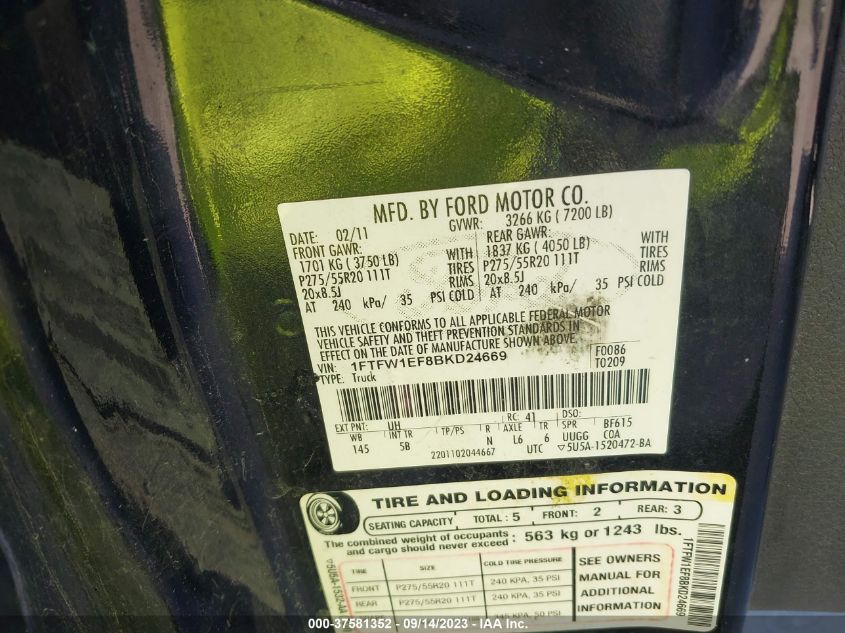 MFD. BY FORD MOTOR CO.
DATE: 02/11 GVWR: 3266 KG ( 7200 LB)
FRONT GAWR: REAR GAWR:
1701 KG ( 3750 LB) WITH 1837 KG ( 4050 LB) WITH
P275/55R20 111T TIRES P275/55R20 111T TIRES
20x8.5J RIMS 20x8.5J RIMS
AT 240 kPa/ 35 PSI COLD AT 240 kPa/ 35 PSI COLD
THIS VEHICLE CONFORMS TO ALL APPLICABLE FEDERAL MOTOR
VEHICLE SAFETY AND THEFT PREVENTION STANDARDS IN
EFFECT ON THE DATE OF MANUFACTURE SHOWN ABOVE.
VIN: 1FTFW1EF8BKD24669 F0086
TYPE: Truck T0209
EXT PNT: UH RC: 41 DSO:
WB INT TR TP/PS R AXLE TR SPR BF615
145 5B N L6 6 UUGG COA
2201102044667 UTC ▽5U5A-1520472-BA
TIRE AND LOADING INFORMATION
SEATING CAPACITY TOTAL: 5 FRONT: 2 REAR: 3
The combined weight of occupants and cargo should never exceed : 563 kg or 1243 lbs.
TIRE SIZE COLD TIRE PRESSURE
FRONT P275/55R20 111T 240 KPA, 35 PSI
REAR P275/55R20 111T 240 KPA, 35 PSI
SEE OWNERS
MANUAL FOR
ADDITIONAL
INFORMATION
1FTFW1EF8BKD24669
000-37581352 - 09/14/2023 - IAA Inc.